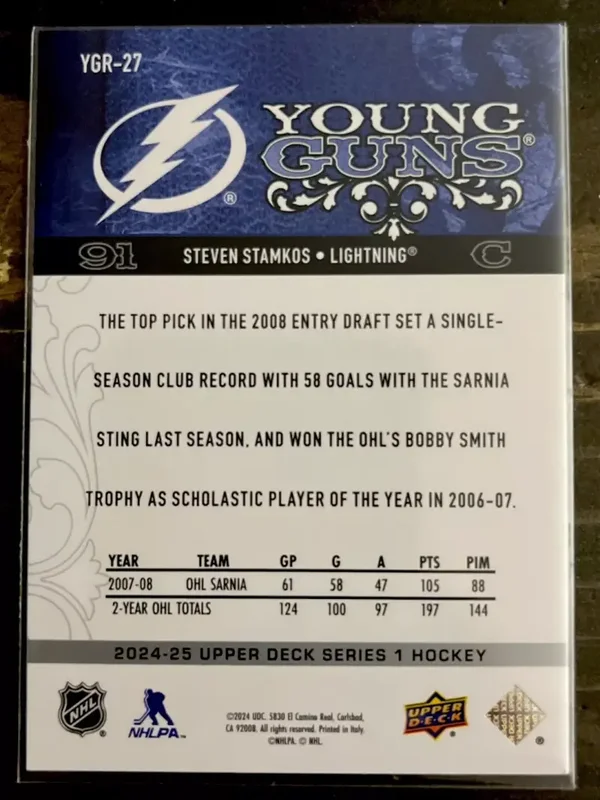 YGR-27
YOUNG
GUNS®
91 STEVEN STAMKOS • LIGHTNING® C
THE TOP PICK IN THE 2008 ENTRY DRAFT SET A SINGLE-
SEASON CLUB RECORD WITH 58 GOALS WITH THE SARNIA
STING LAST SEASON, AND WON THE OHL'S BOBBY SMITH
TROPHY AS SCHOLASTIC PLAYER OF THE YEAR IN 2006-07.
YEAR TEAM GP G A PTS PIM
2007-08 OHL SARNIA 61 58 47 105 88
2-YEAR OHL TOTALS 124 100 97 197 144
2024-25 UPPER DECK SERIES 1 HOCKEY
NHL
NHLPA
©2024 UDC. 5830 El Camino Real, Carlsbad,
CA 92008. All rights reserved. Printed in Italy.
©NHLPA. © NHL.
UPPER
D·E·C·K